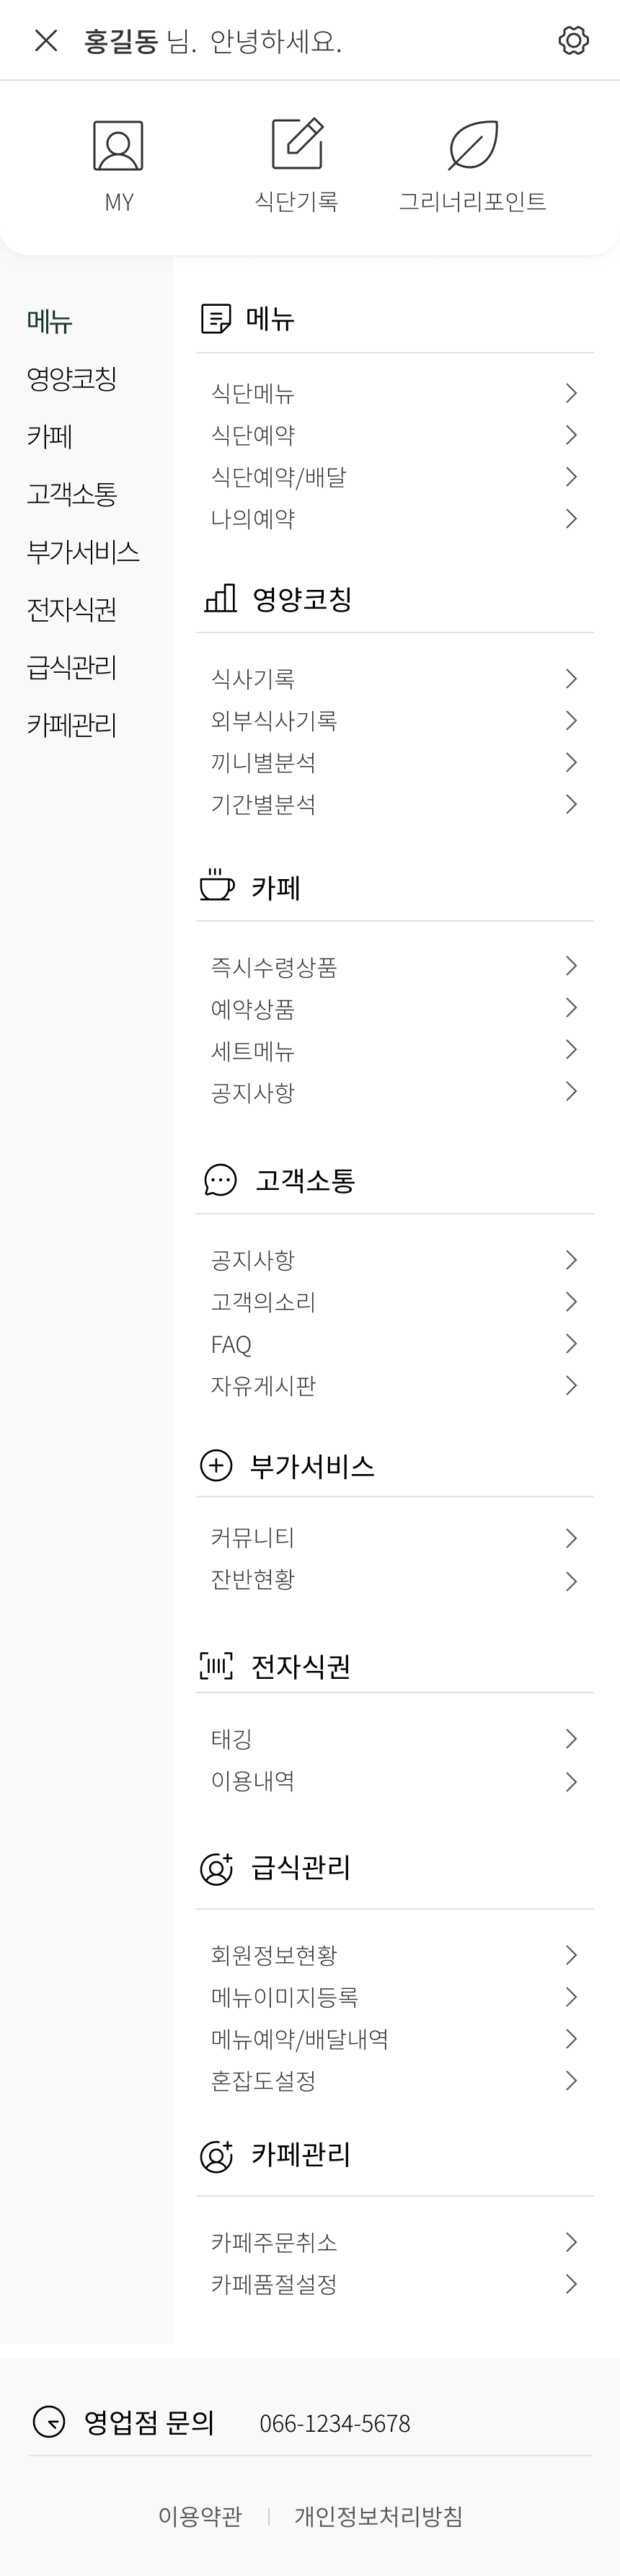 홍길동 님. 안녕하세요.
MY
식단기록
그리너리포인트
메뉴
영양코칭
카페
고객소통
부가서비스
전자식권
급식관리
카페관리
메뉴
식단메뉴
식단예약
식단예약/배달
나의예약
영양코칭
식사기록
외부식사기록
끼니별분석
기간별분석
카페
즉시수령상품
예약상품
세트메뉴
공지사항
고객소통
공지사항
고객의소리
FAQ
자유게시판
부가서비스
커뮤니티
잔반현황
전자식권
태깅
이용내역
급식관리
회원정보현황
메뉴이미지등록
메뉴예약/배달내역
혼잡도설정
카페관리
카페주문취소
카페품절설정
영업점 문의 066-1234-5678
이용약관 | 개인정보처리방침